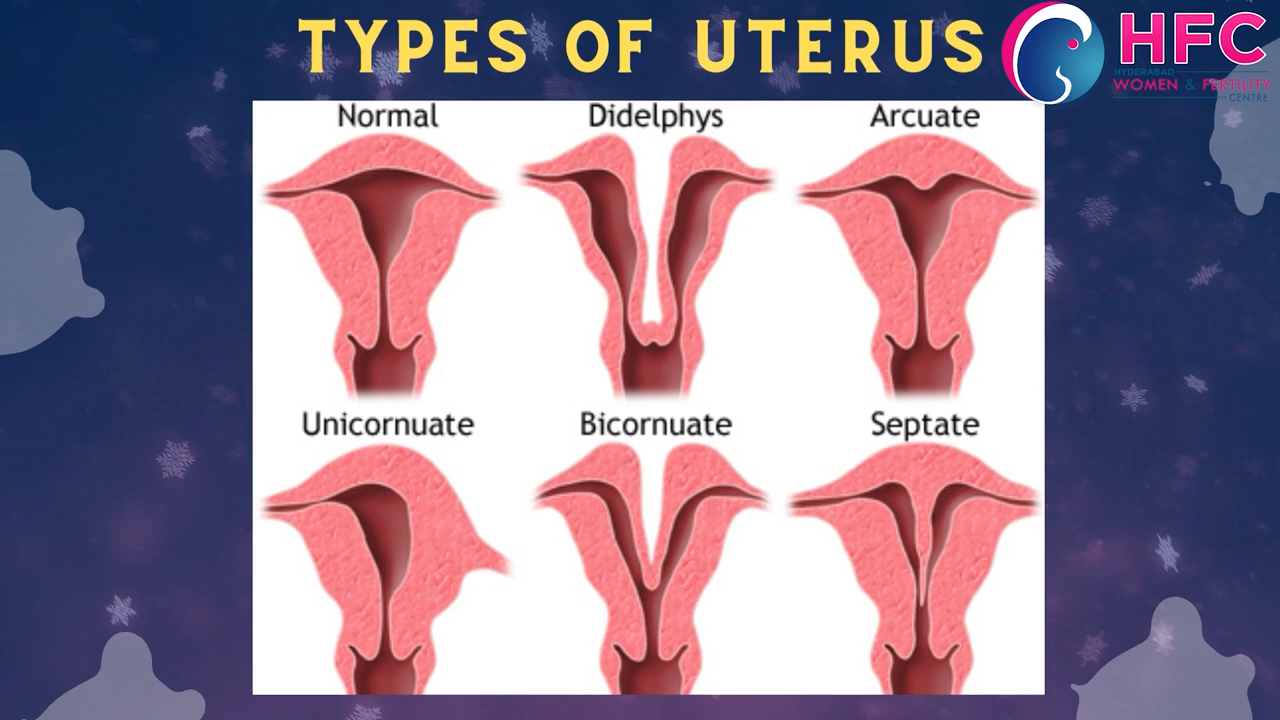 TYPES OF UTERUS
HFC
HYDERABAD
WOMEN & FERTILITY
CENTRE
Normal
Didelphys
Arcuate
Unicornuate
Bicornuate
Septate